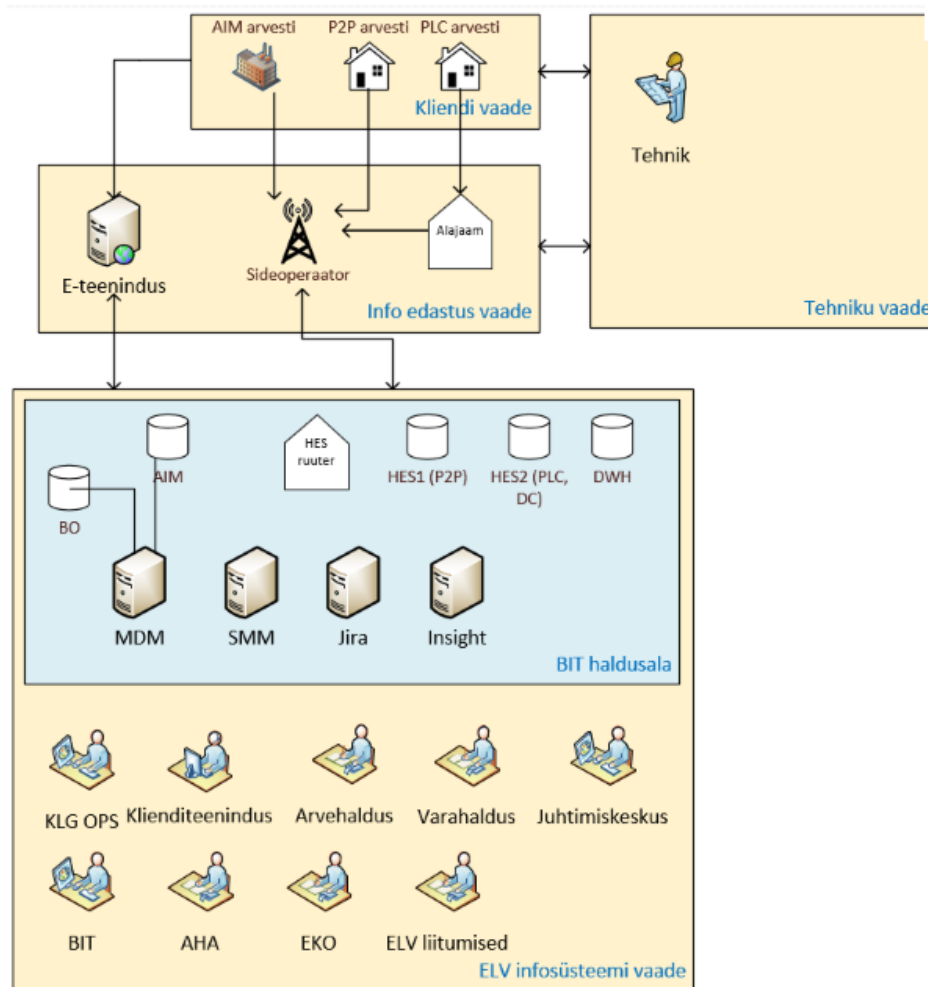 AIM arvesti
P2P arvesti
PLC arvesti
Kliendi vaade
Tehnik
Tehniku vaade
E-teenindus
Sideoperaator
Alajaam
Info edastus vaade
AIM
HES
ruuter
HES1 (P2P)
HES2 (PLC,
DC)
DWH
BO
MDM
SMM
Jira
Insight
BIT haldusala
KLG OPS
Klienditeenindus
Arvehaldus
Varahaldus
Juhtimiskeskus
BIT
AHA
EKO
ELV liitumised
ELV infosüsteemi vaade